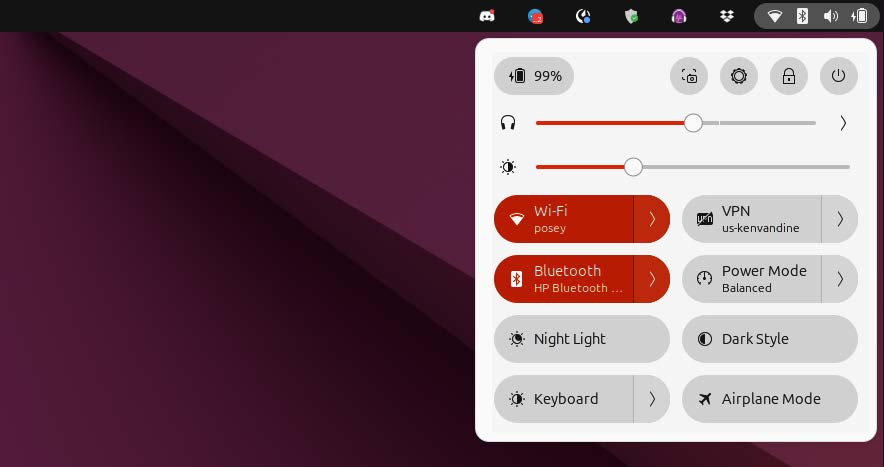 99%
Wi-Fi
posey
VPN
us-kenvandine
Bluetooth
HP Bluetooth ...
Power Mode
Balanced
Night Light
Dark Style
Keyboard
Airplane Mode